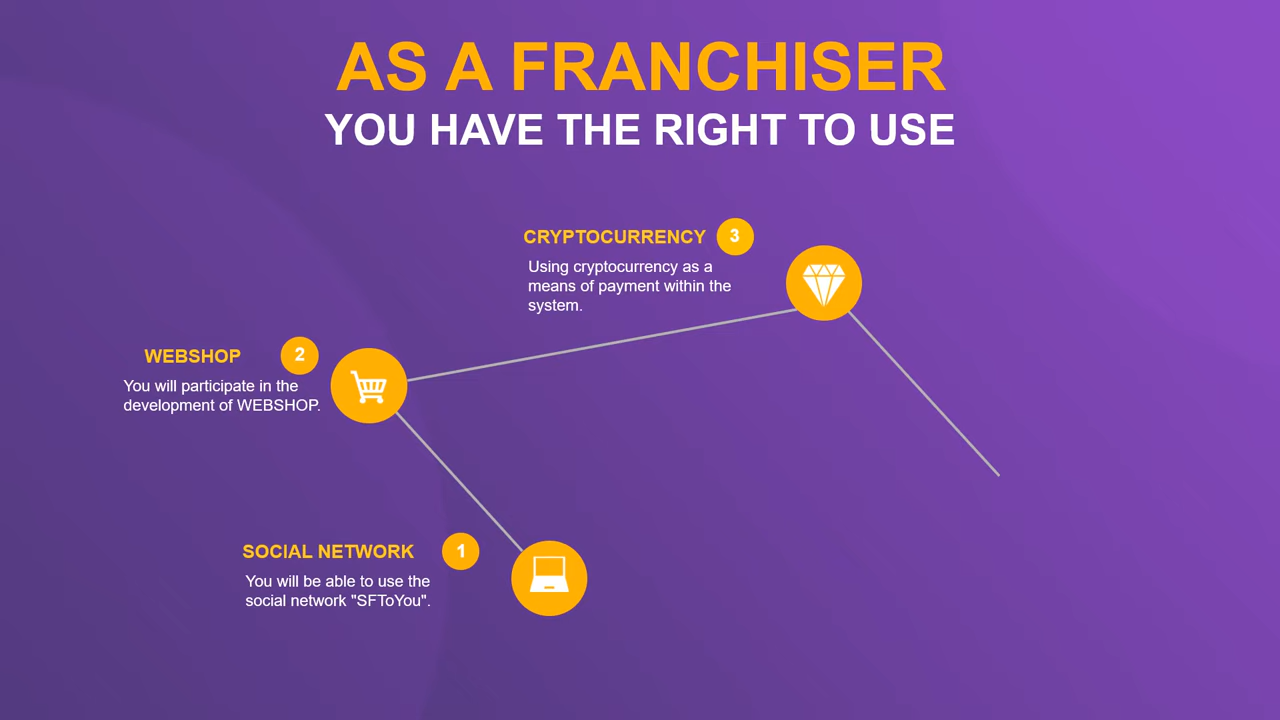 AS A FRANCHISER
YOU HAVE THE RIGHT TO USE
CRYPTOCURRENCY 3
Using cryptocurrency as a
means of payment within the
system.
WEBSHOP 2
You will participate in the
development of WEBSHOP.
SOCIAL NETWORK 1
You will be able to use the
social network "SFToYou".